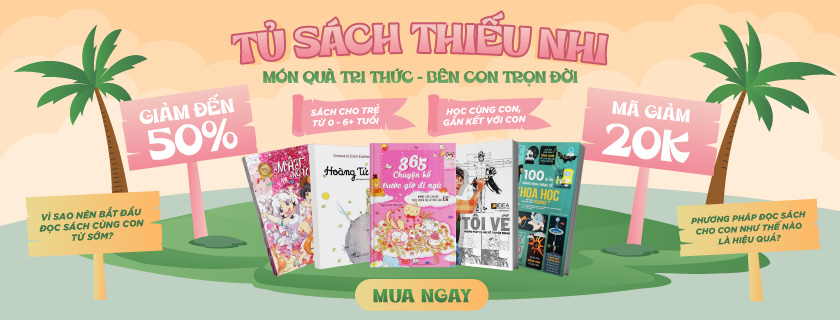 TỦ SÁCH THIẾU NHI
MÓN QUÀ TRI THỨC - BÊN CON TRỌN ĐỜI
GIẢM ĐẾN
50%
SÁCH CHO TRẺ
TỪ 0 - 6+ TUỔI
HỌC CÙNG CON,
GẮN KẾT VỚI CON
MÃ GIẢM
20K
VÌ SAO NÊN BẮT ĐẦU
ĐỌC SÁCH CÙNG CON
TỪ SỚM?
MẬT
Hoàng Tử
365
Chuyện kể
trước giờ đi ngủ
IDEA
TÔI VẼ
100
HOA HỌC
PHƯƠNG PHÁP ĐỌC SÁCH
CHO CON NHƯ THẾ NÀO
LÀ HIỆU QUẢ?
MUA NGAY